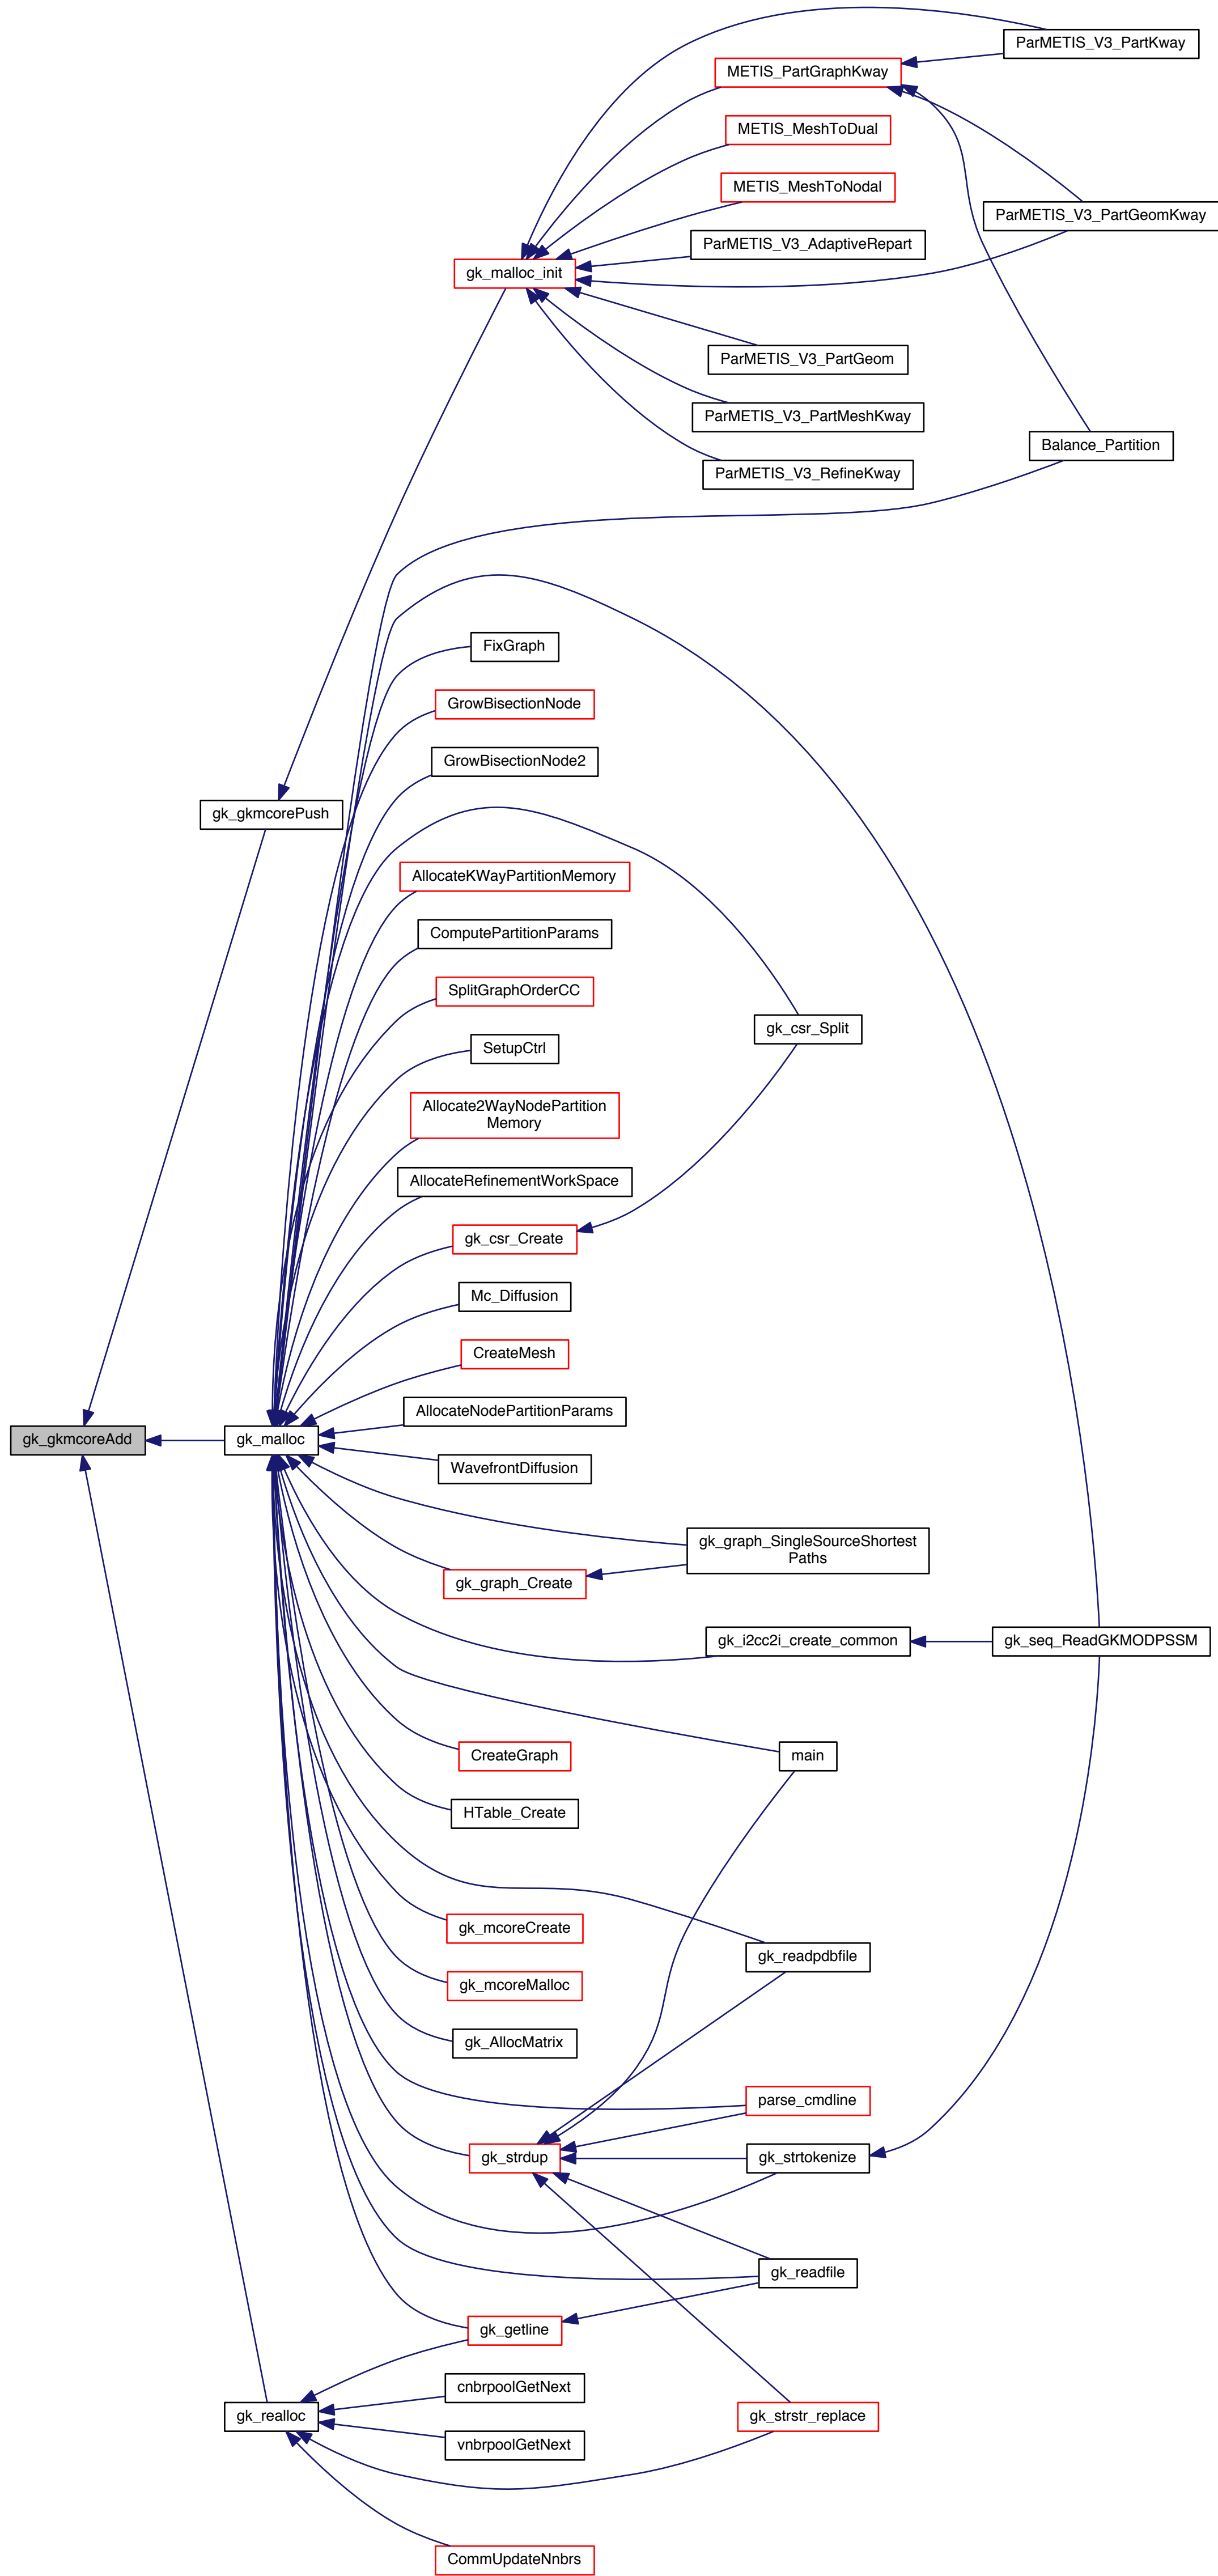 ParMETIS_V3_PartKway
METIS_PartGraphKway
METIS_MeshToDual
METIS_MeshToNodal
ParMETIS_V3_PartGeomKway
ParMETIS_V3_AdaptiveRepart
gk_malloc_init
ParMETIS_V3_PartGeom
ParMETIS_V3_PartMeshKway
Balance_Partition
ParMETIS_V3_RefineKway
FixGraph
GrowBisectionNode
GrowBisectionNode2
gk_gkmcorePush
AllocateKWayPartitionMemory
ComputePartitionParams
SplitGraphOrderCC
gk_csr_Split
SetupCtrl
Allocate2WayNodePartition
Memory
AllocateRefinementWorkSpace
gk_csr_Create
Mc_Diffusion
CreateMesh
AllocateNodePartitionParams
gk_gkmcoreAdd
gk_malloc
WavefrontDiffusion
gk_graph_SingleSourceShortest
Paths
gk_graph_Create
gk_i2cc2i_create_common
gk_seq_ReadGKMODPSSM
CreateGraph
main
HTable_Create
gk_mcoreCreate
gk_readpdbfile
gk_mcoreMalloc
gk_AllocMatrix
parse_cmdline
gk_strdup
gk_strtokenize
gk_readfile
gk_getline
cnbrpoolGetNext
gk_realloc
gk_strstr_replace
vnbrpoolGetNext
CommUpdateNnbrs